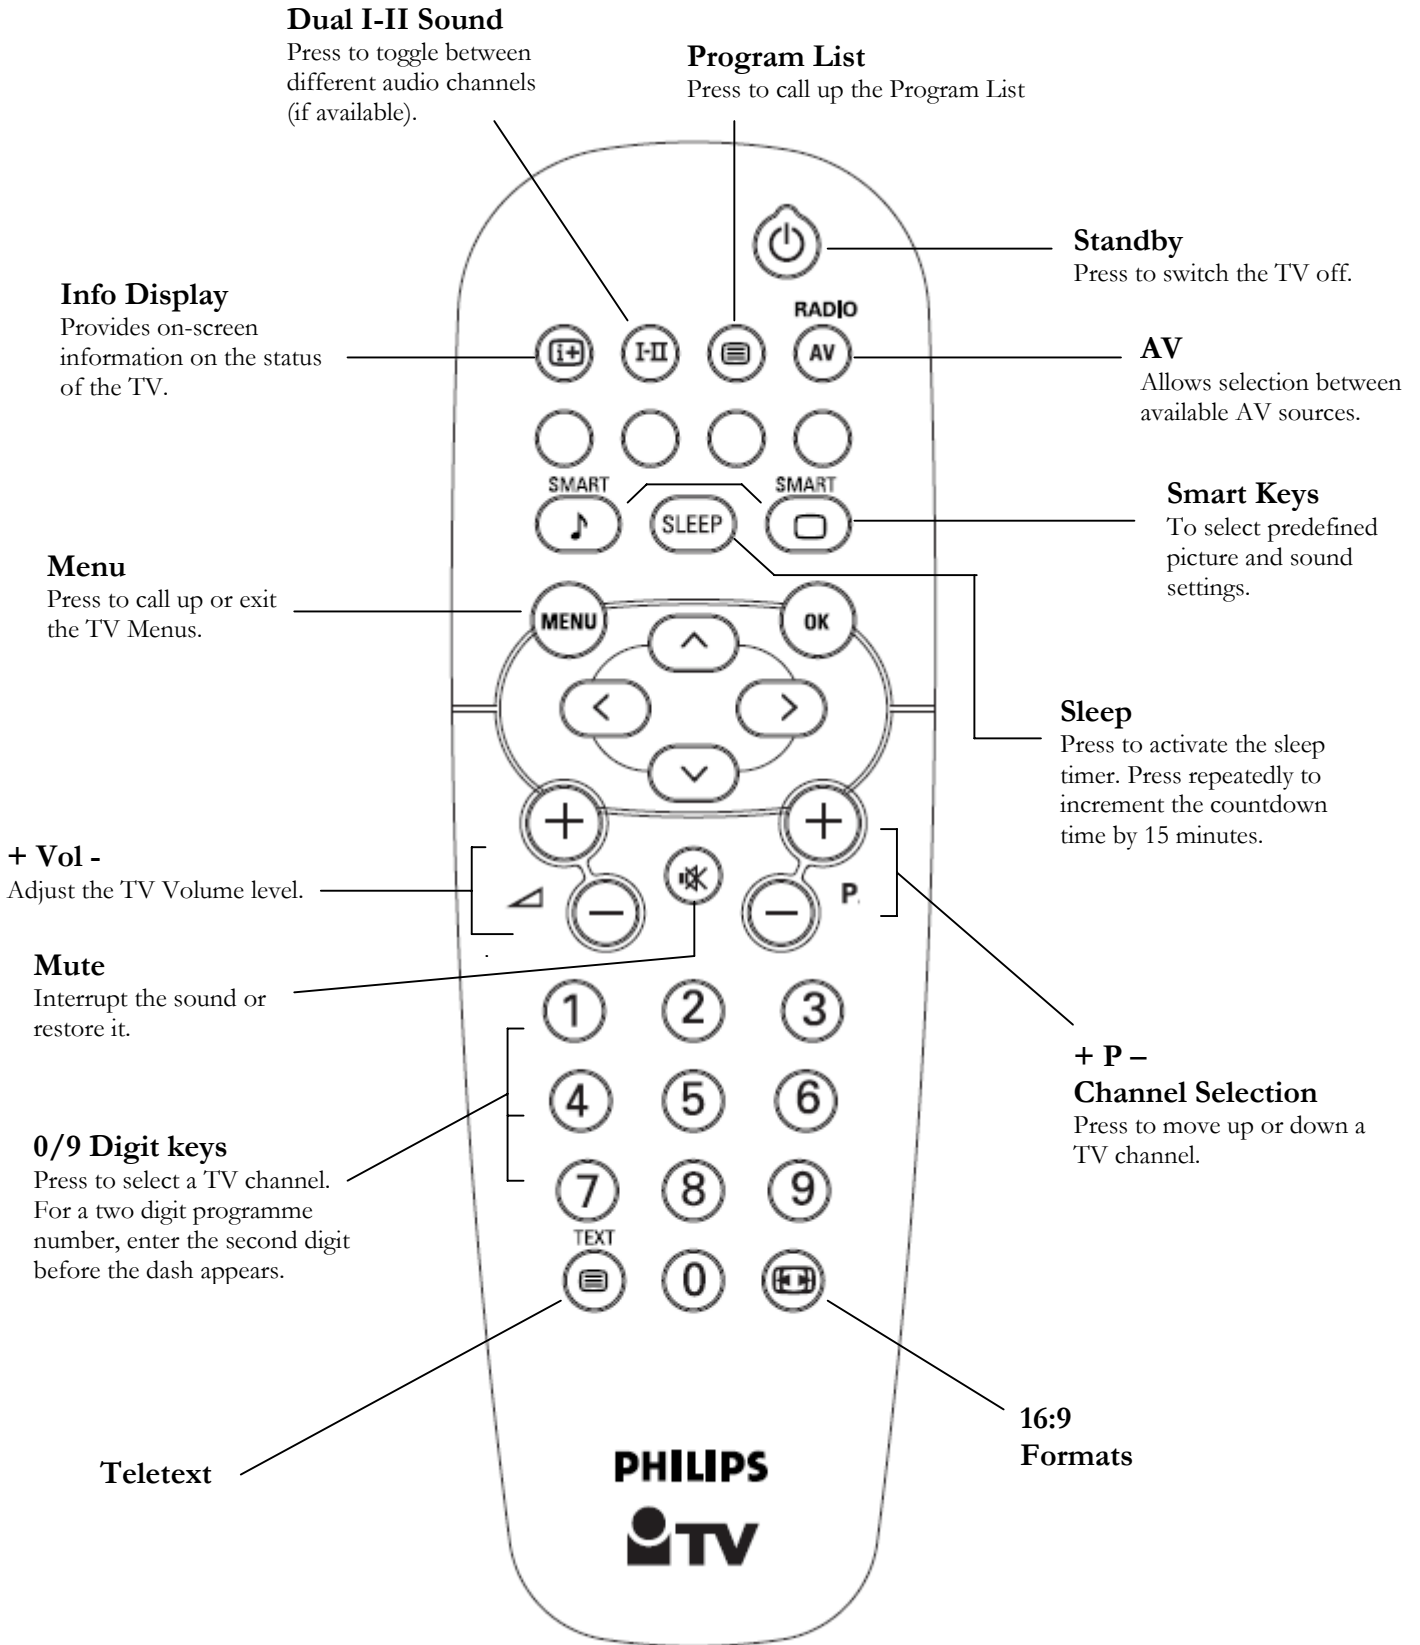 Dual I-II Sound
Press to toggle between
different audio channels
(if available).
Program List
Press to call up the Program List
Standby
Press to switch the TV off.
Info Display
Provides on-screen
information on the status
of the TV.
RADIO
i+
I-II
AV
AV
Allows selection between
available AV sources.
SMART
SMART
SLEEP
Smart Keys
To select predefined
picture and sound
settings.
Menu
Press to call up or exit
the TV Menus.
MENU
OK
Sleep
Press to activate the sleep
timer. Press repeatedly to
increment the countdown
time by 15 minutes.
+ Vol -
Adjust the TV Volume level.
+
+
−
−
P.
Mute
Interrupt the sound or
restore it.
1 2 3
+ P –
Channel Selection
Press to move up or down a
TV channel.
4 5 6
0/9 Digit keys
Press to select a TV channel.
For a two digit programme
number, enter the second digit
before the dash appears.
7 8 9
TEXT
0
16:9
Formats
Teletext
PHILIPS
TV